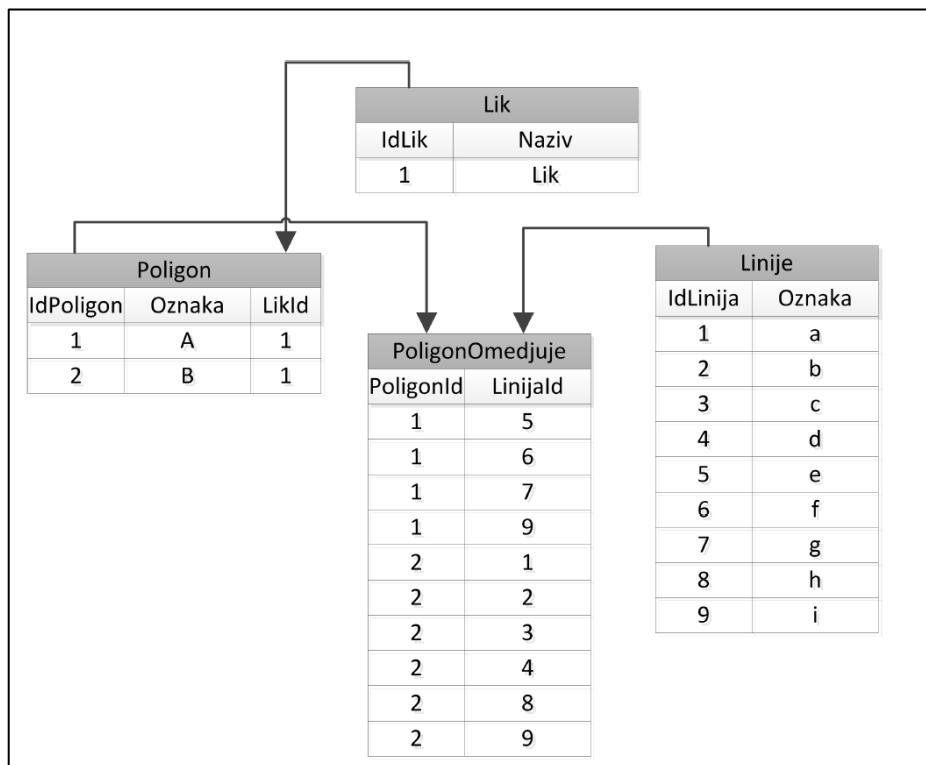 Lik
IdLik Naziv
1 Lik
Poligon
IdPoligon Oznaka LikId
1 A 1
2 B 1
PoligonOmedjuje
PoligonId LinijaId
1 5
1 6
1 7
1 9
2 1
2 2
2 3
2 4
2 8
2 9
Linije
IdLinija Oznaka
1 a
2 b
3 c
4 d
5 e
6 f
7 g
8 h
9 i